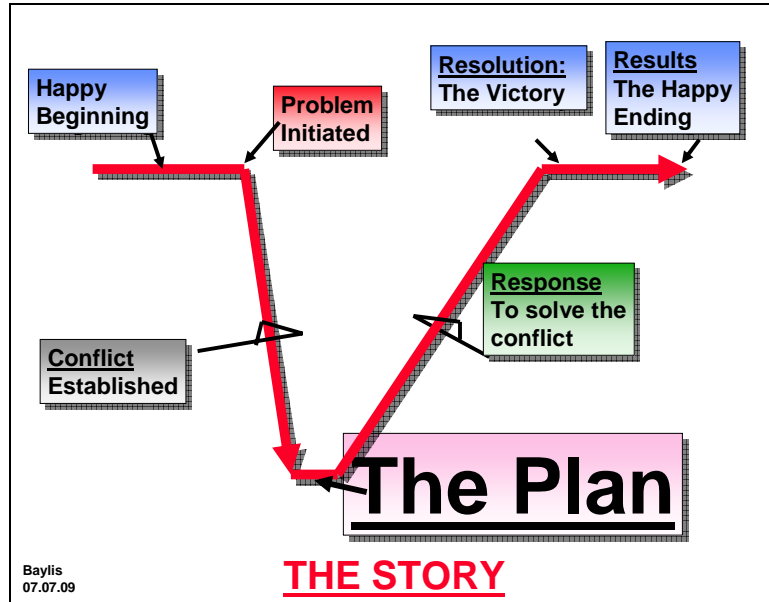 Happy
Beginning
Problem
Initiated
Resolution:
The Victory
Results
The Happy
Ending
Response
To solve the
conflict
Conflict
Established
The Plan
Baylis
07.07.09
THE STORY